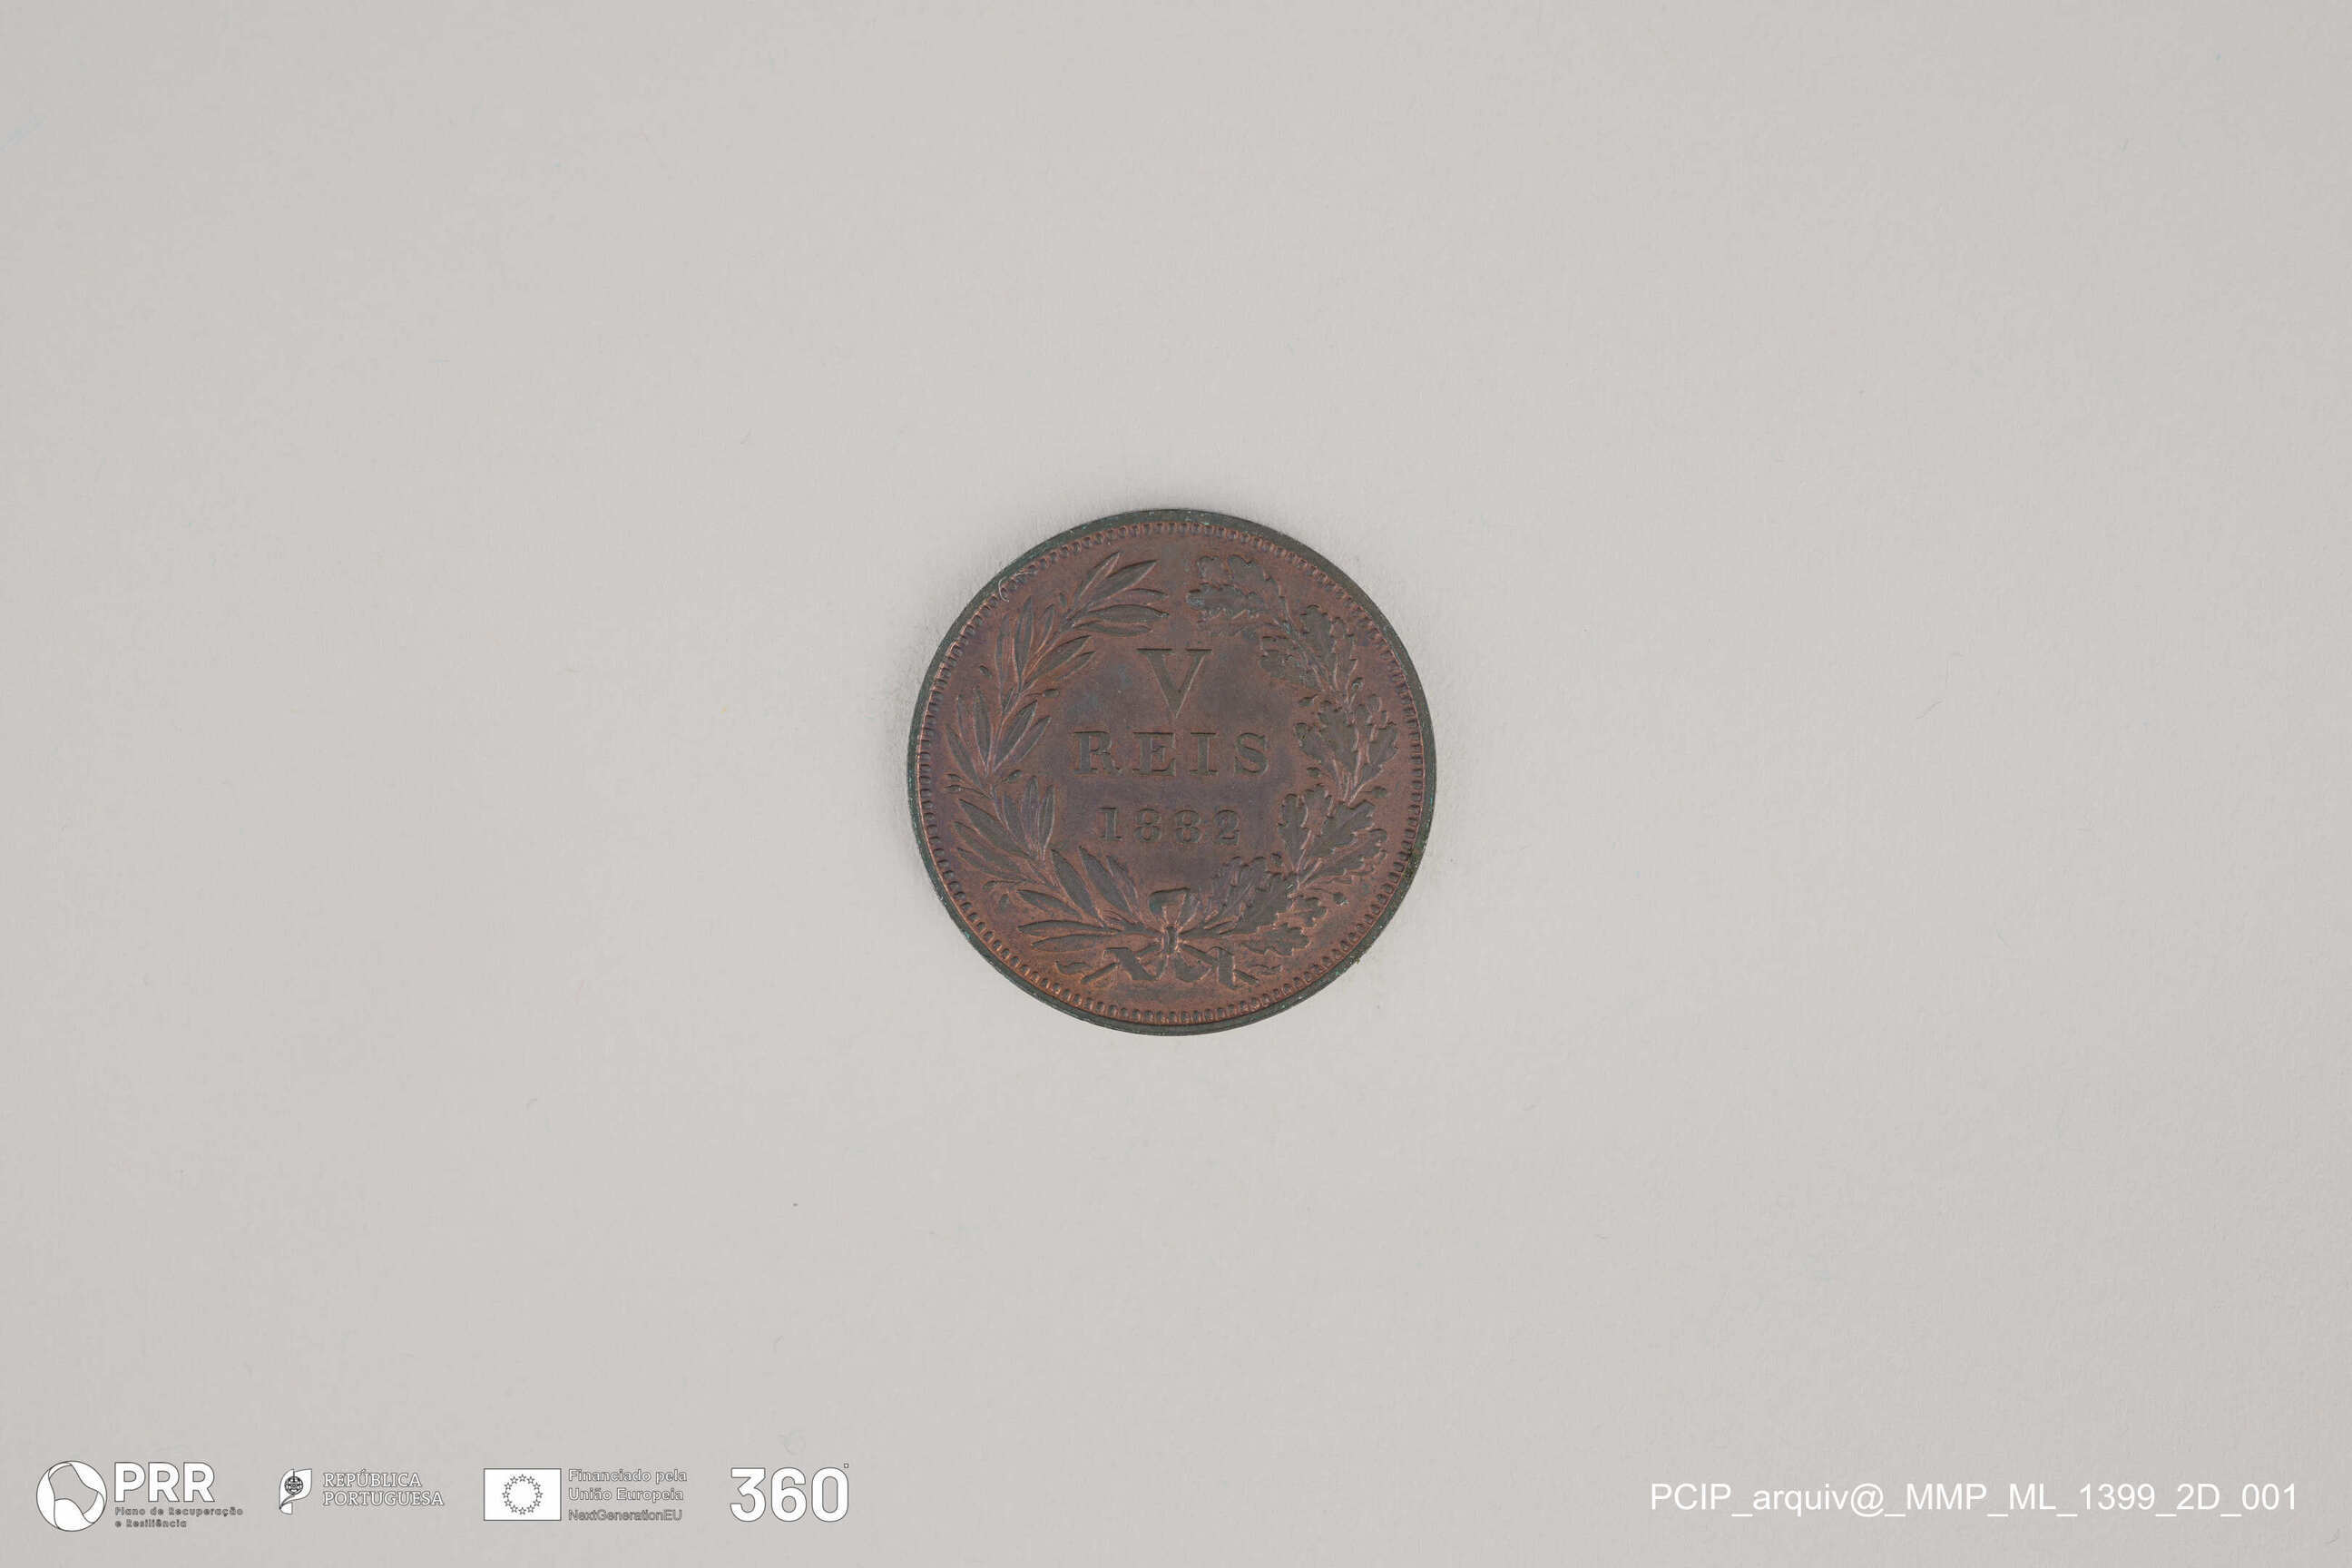 V
REIS
1882
PRR
Plano de Recuperação
e Resiliência
REPÚBLICA
PORTUGUESA
Financiado pela
União Europeia
NextGenerationEU
360°
PCIP_arquiv@_MMP_ML_1399_2D_001